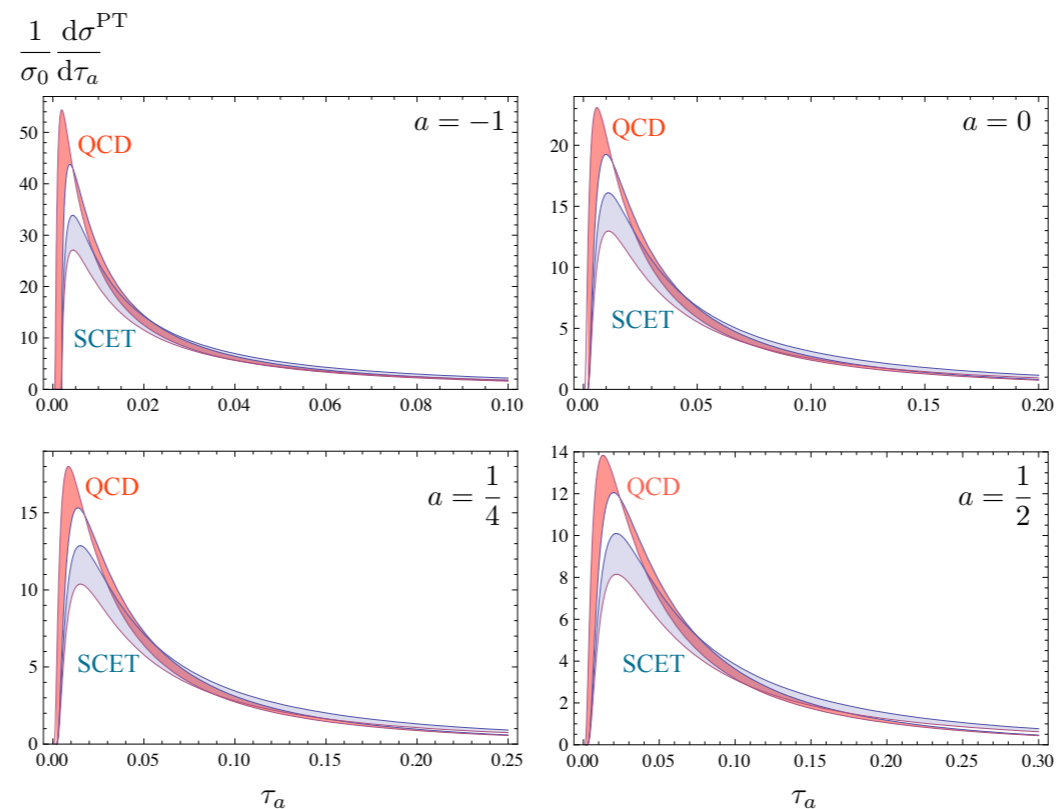 1/σ₀ dσᴾᵀ/dτₐ
a = −1
QCD
SCET
50
40
30
20
10
0
0.00 0.02 0.04 0.06 0.08 0.10
a = 0
QCD
SCET
20
15
10
5
0
0.00 0.05 0.10 0.15 0.20
a = 1/4
QCD
SCET
15
10
5
0
0.00 0.05 0.10 0.15 0.20 0.25
τₐ
a = 1/2
QCD
SCET
14
12
10
8
6
4
2
0
0.00 0.05 0.10 0.15 0.20 0.25 0.30
τₐ